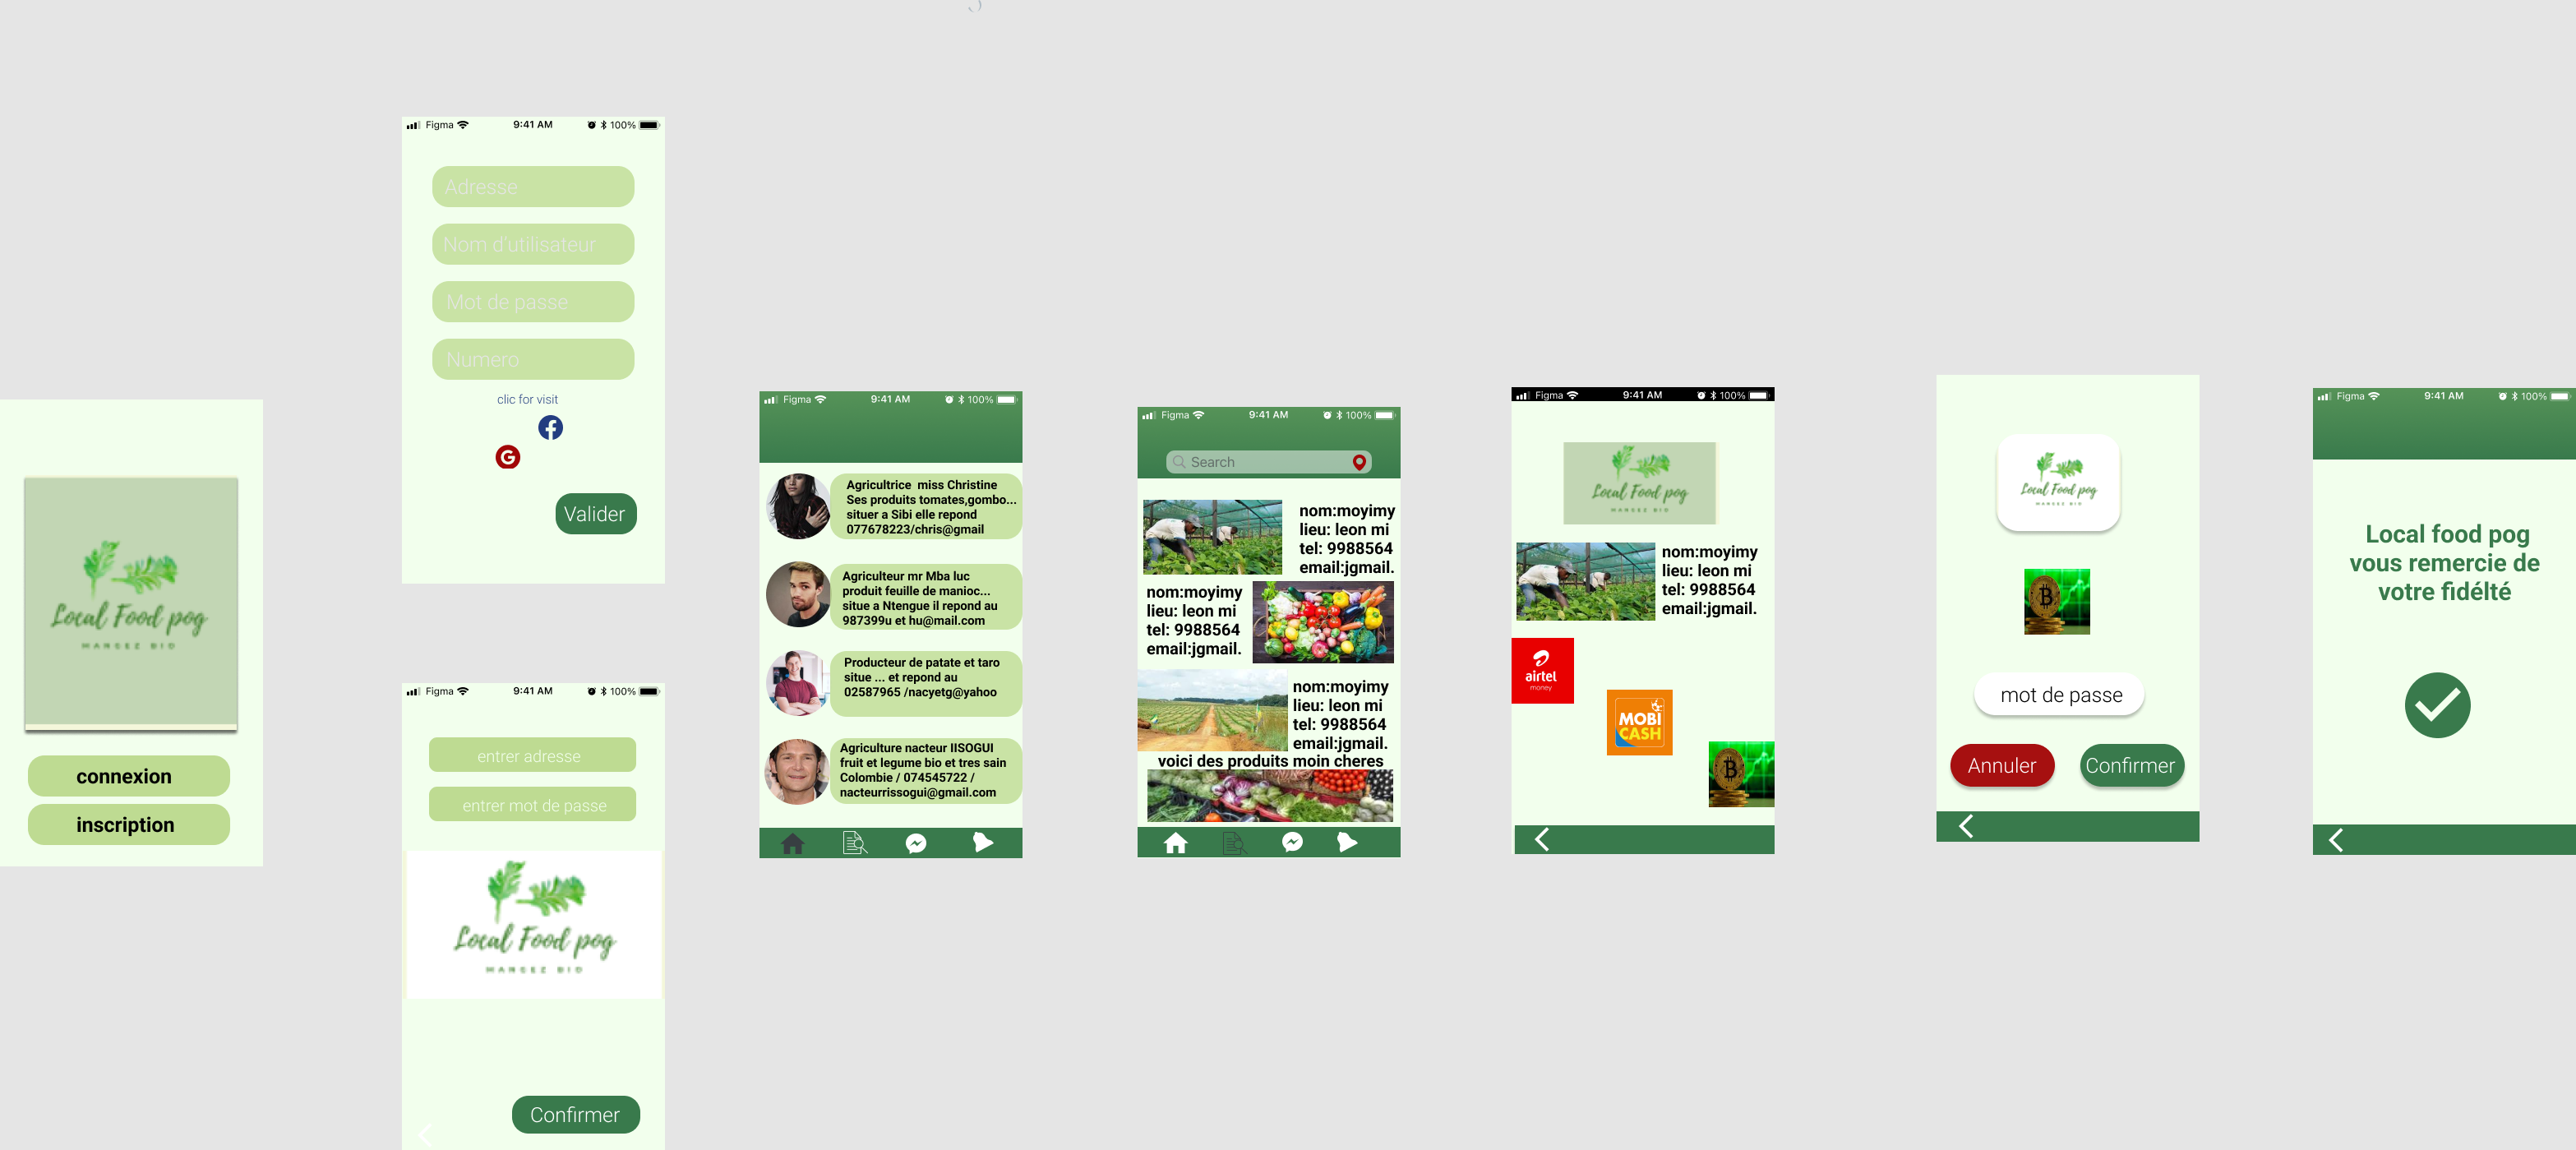 Local Food pog
MANGEZ BIO
connexion
inscription
Figma
9:41 AM
100%
Adresse
Nom d'utilisateur
Mot de passe
Numero
clic for visit
Valider
Figma
9:41 AM
100%
entrer adresse
entrer mot de passe
Local Food pog
MANGEZ BIO
Confirmer
Figma
9:41 AM
100%
Agricultrice miss Christine
Ses produits tomates,gombo...
situer a Sibi elle repond
077678223/chris@gmail
Agriculteur mr Mba luc
produit feuille de manioc...
situe a Ntengue il repond au
987399u et hu@mail.com
Producteur de patate et taro
situe ... et repond au
02587965 /nacyetg@yahoo
Agriculture nacteur IISOGUI
fruit et legume bio et tres sain
Colombie / 074545722 /
nacteurrissogui@gmail.com
Figma
9:41 AM
100%
Search
nom:moyimy
lieu: leon mi
tel: 9988564
email:jgmail.
nom:moyimy
lieu: leon mi
tel: 9988564
email:jgmail.
nom:moyimy
lieu: leon mi
tel: 9988564
email:jgmail.
voici des produits moin cheres
Figma
9:41 AM
100%
Local Food pog
MANGEZ BIO
nom:moyimy
lieu: leon mi
tel: 9988564
email:jgmail.
airtel
money
MOBI
CASH
Local Food pog
MANGEZ BIO
mot de passe
Annuler
Confirmer
Figma
9:41 AM
100%
Local food pog
vous remercie de
votre fidélté